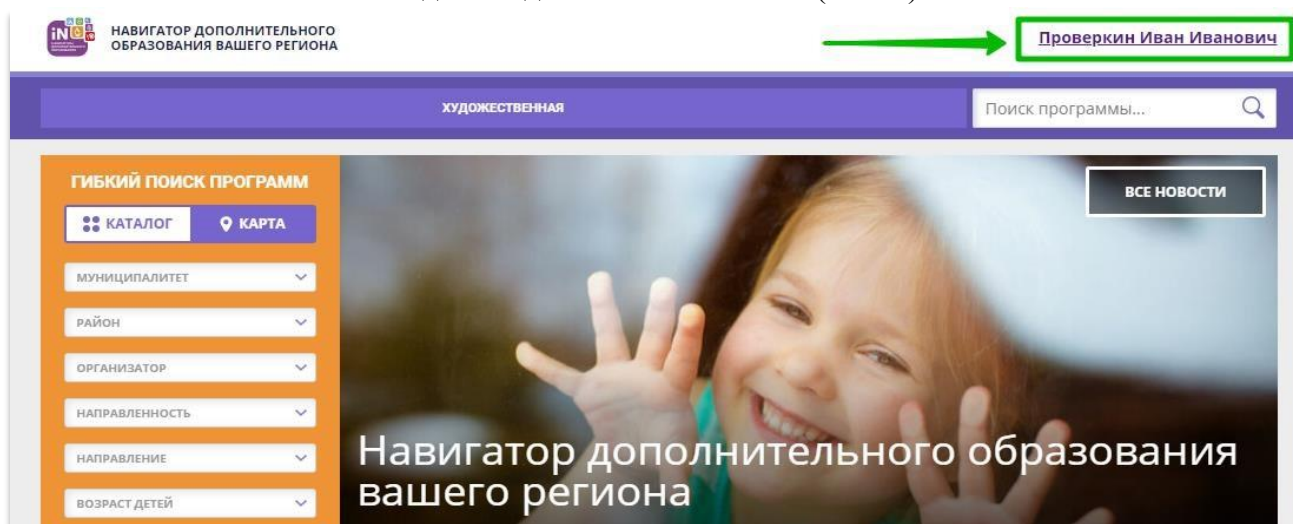 НАВИГАТОР ДОПОЛНИТЕЛЬНОГО
ОБРАЗОВАНИЯ ВАШЕГО РЕГИОНА
Проверкин Иван Иванович
ХУДОЖЕСТВЕННАЯ
Поиск программы...
ГИБКИЙ ПОИСК ПРОГРАММ
КАТАЛОГ
КАРТА
ВСЕ НОВОСТИ
МУНИЦИПАЛИТЕТ
РАЙОН
ОРГАНИЗАТОР
НАПРАВЛЕННОСТЬ
НАПРАВЛЕНИЕ
ВОЗРАСТ ДЕТЕЙ
Навигатор дополнительного образования
вашего региона